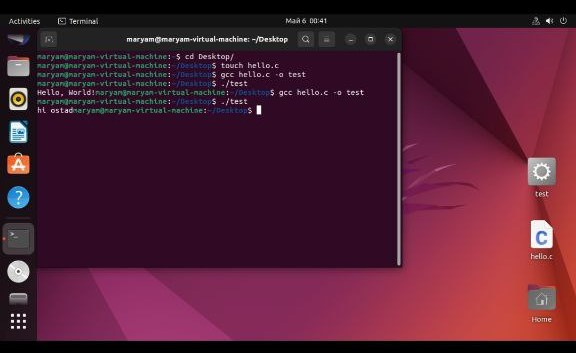 Activities Terminal Май 6 00:41
maryam@maryam-virtual-machine: ~/Desktop
maryam@maryam-virtual-machine:~$ cd Desktop/
maryam@maryam-virtual-machine:~/Desktop$ touch hello.c
maryam@maryam-virtual-machine:~/Desktop$ gcc hello.c -o test
maryam@maryam-virtual-machine:~/Desktop$ ./test
Hello, World!maryam@maryam-virtual-machine:~/Desktop$ gcc hello.c -o test
maryam@maryam-virtual-machine:~/Desktop$ ./test
hi ostadmaryam@maryam-virtual-machine:~/Desktop$
test
C
hello.c
Home